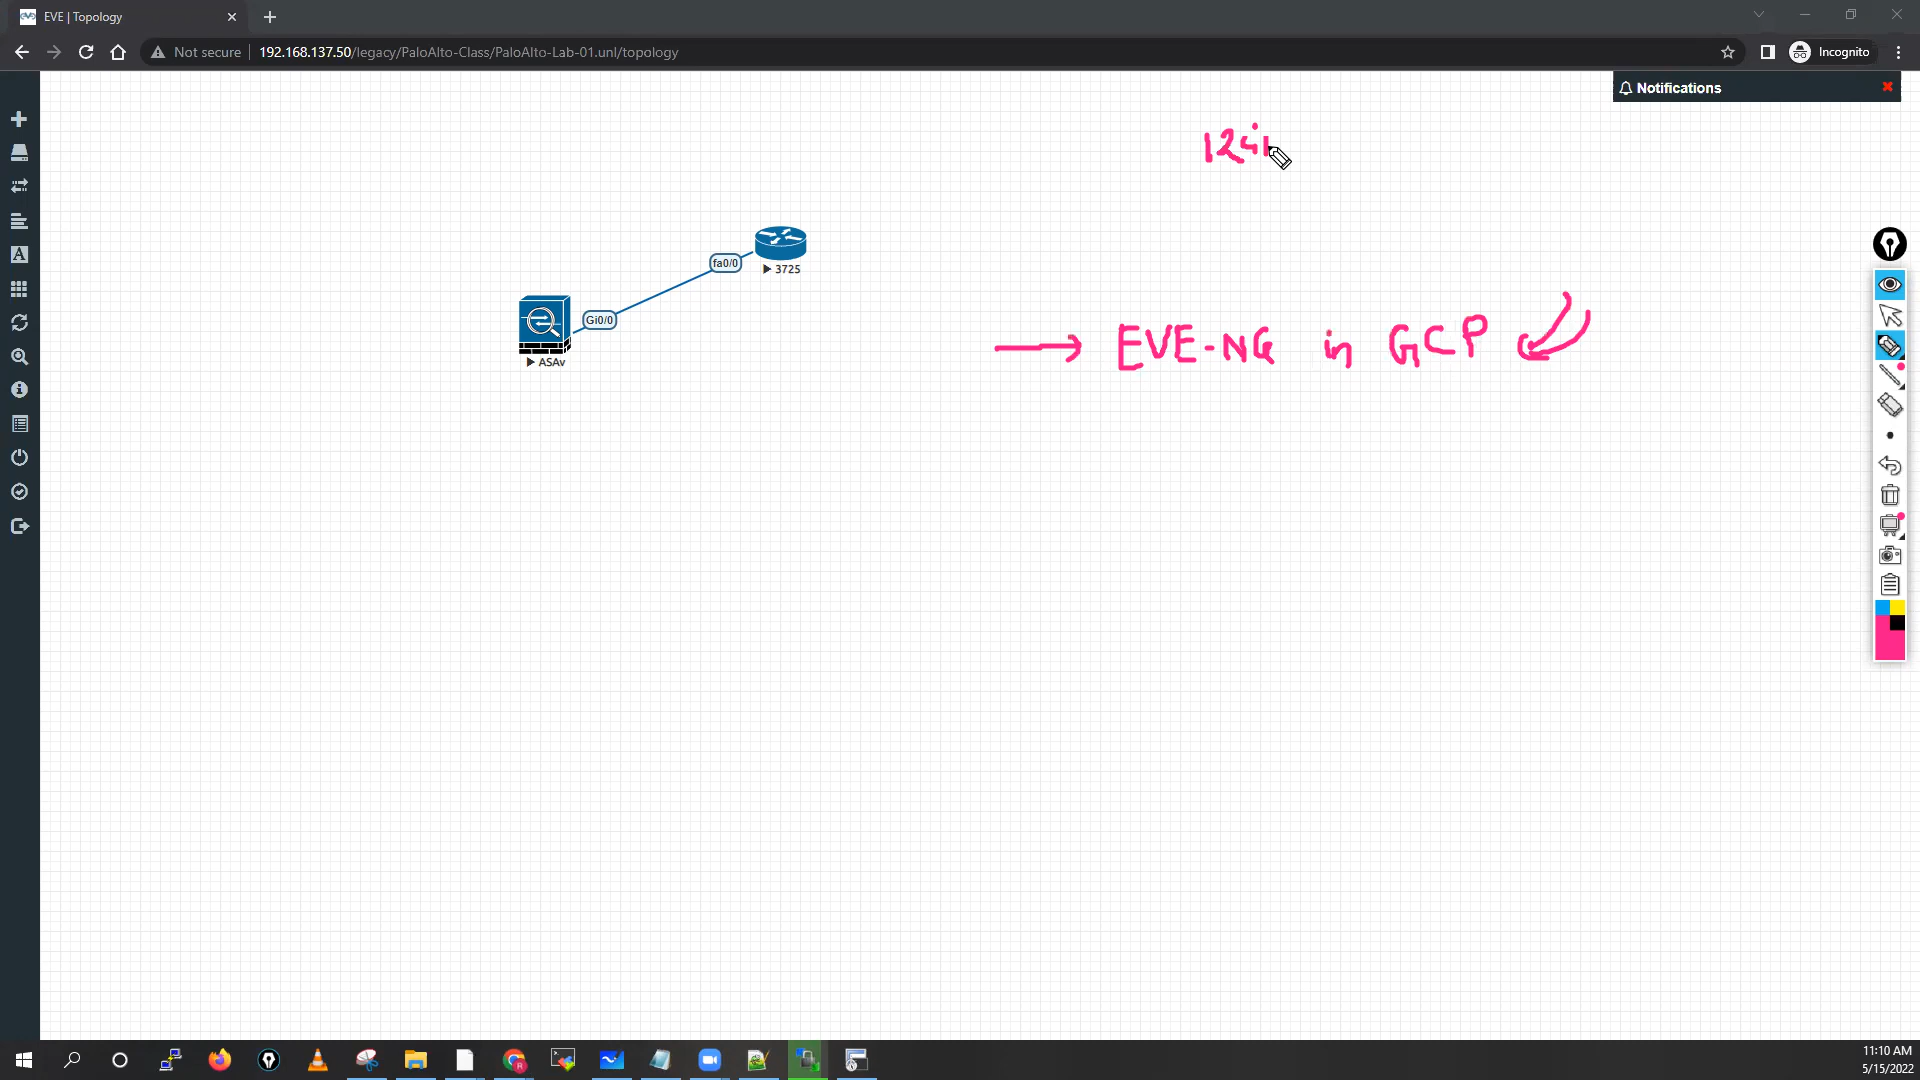 EVE | Topology
Not secure 192.168.137.50/legacy/PaloAlto-Class/PaloAlto-Lab-01.unl/topology
Incognito
Notifications
fa0/0
3725
Gi0/0
ASAv
EVE-NG in GCP
11:10 AM
5/15/2022